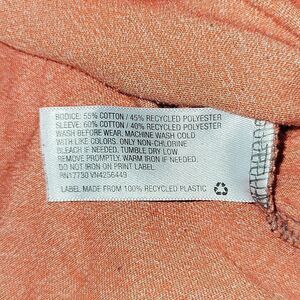 BODICE: 55% COTTON / 45% RECYCLED POLYESTER
SLEEVE: 60% COTTON / 40% RECYCLED POLYESTER
WASH BEFORE WEAR. MACHINE WASH COLD
WITH LIKE COLORS. ONLY NON-CHLORINE
BLEACH IF NEEDED. TUMBLE DRY LOW
REMOVE PROMPTLY. WARM IRON IF NEEDED.
DO NOT IRON ON PRINT LABEL.
RN17730 VN4256449
LABEL MADE FROM 100% RECYCLED PLASTIC